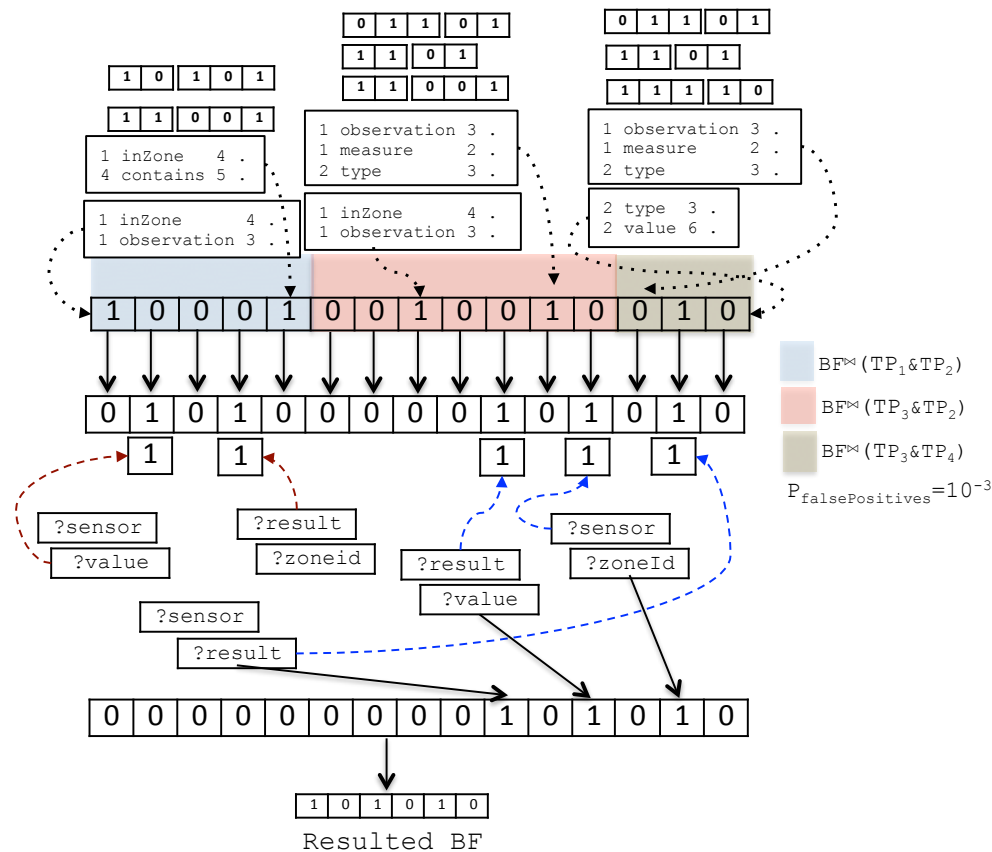 0 1 1 0 1
1 1 0 1
1 1 0 0 1
0 1 1 0 1
1 1 0 1
1 1 1 1 0
1 0 1 0 1
1 1 0 0 1
1 inZone 4 .
4 contains 5 .
1 inZone 4 .
1 observation 3 .
1 observation 3 .
1 measure 2 .
2 type 3 .
1 inZone 4 .
1 observation 3 .
1 observation 3 .
1 measure 2 .
2 type 3 .
2 type 3 .
2 value 6 .
1 0 0 0 1 0 0 1 0 0 1 0 0 1 0
0 1 0 1 0 0 0 0 0 1 0 1 0 1 0
1 1 1 1 1
BF⋈(TP₁&TP₂)
BF⋈(TP₃&TP₂)
BF⋈(TP₃&TP₄)
P_falsePositives=10⁻³
?sensor
?value
?result
?zoneid
?result
?value
?sensor
?zoneId
?sensor
?result
0 0 0 0 0 0 0 0 0 1 0 1 0 1 0
1 0 1 0 1 0
Resulted BF